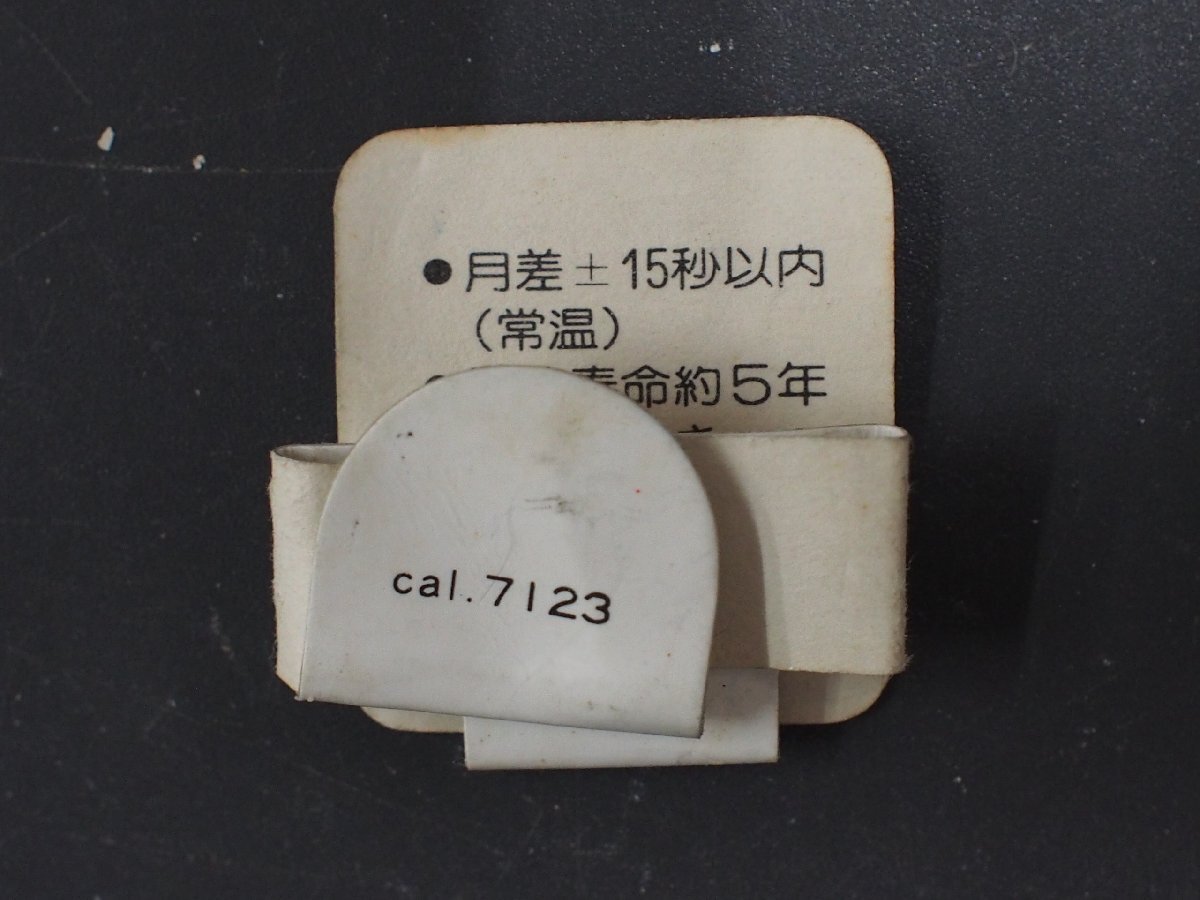 ●月差±15秒以内
(常温)
寿命約5年
cal.7123